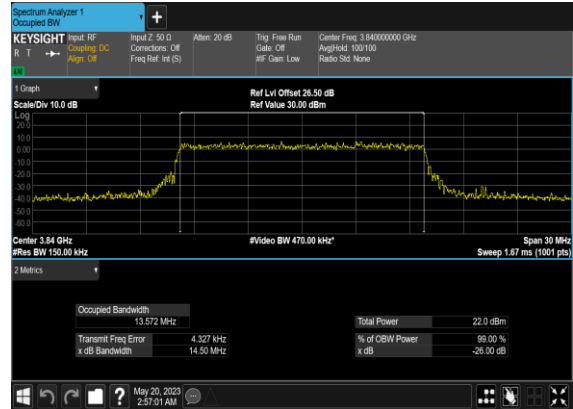 Spectrum Analyzer 1
Occupied BW
KEYSIGHT Input: RF Input Z: 50 Ω Atten: 20 dB Trig: Free Run Center Freq: 3.840000000 GHz
R T Coupling: DC Corrections: Off Gate: Off Avg|Hold: 100/100
Align: Off Freq Ref: Int (S) #IF Gain: Low Radio Std: None
1 Graph Ref Lvl Offset 26.50 dB
Scale/Div 10.0 dB Ref Value 30.00 dBm
Log
20.0
10.0
0.0
-10.0
-20.0
-30.0
-40.0
-50.0
-60.0
Center 3.84 GHz #Video BW 470.00 kHz* Span 30 MHz
#Res BW 150.00 kHz Sweep 1.67 ms (1001 pts)
2 Metrics
Occupied Bandwidth
13.572 MHz Total Power 22.0 dBm
Transmit Freq Error 4.327 kHz % of OBW Power 99.00 %
x dB Bandwidth 14.50 MHz x dB -26.00 dB
? May 20, 2023
2:57:01 AM